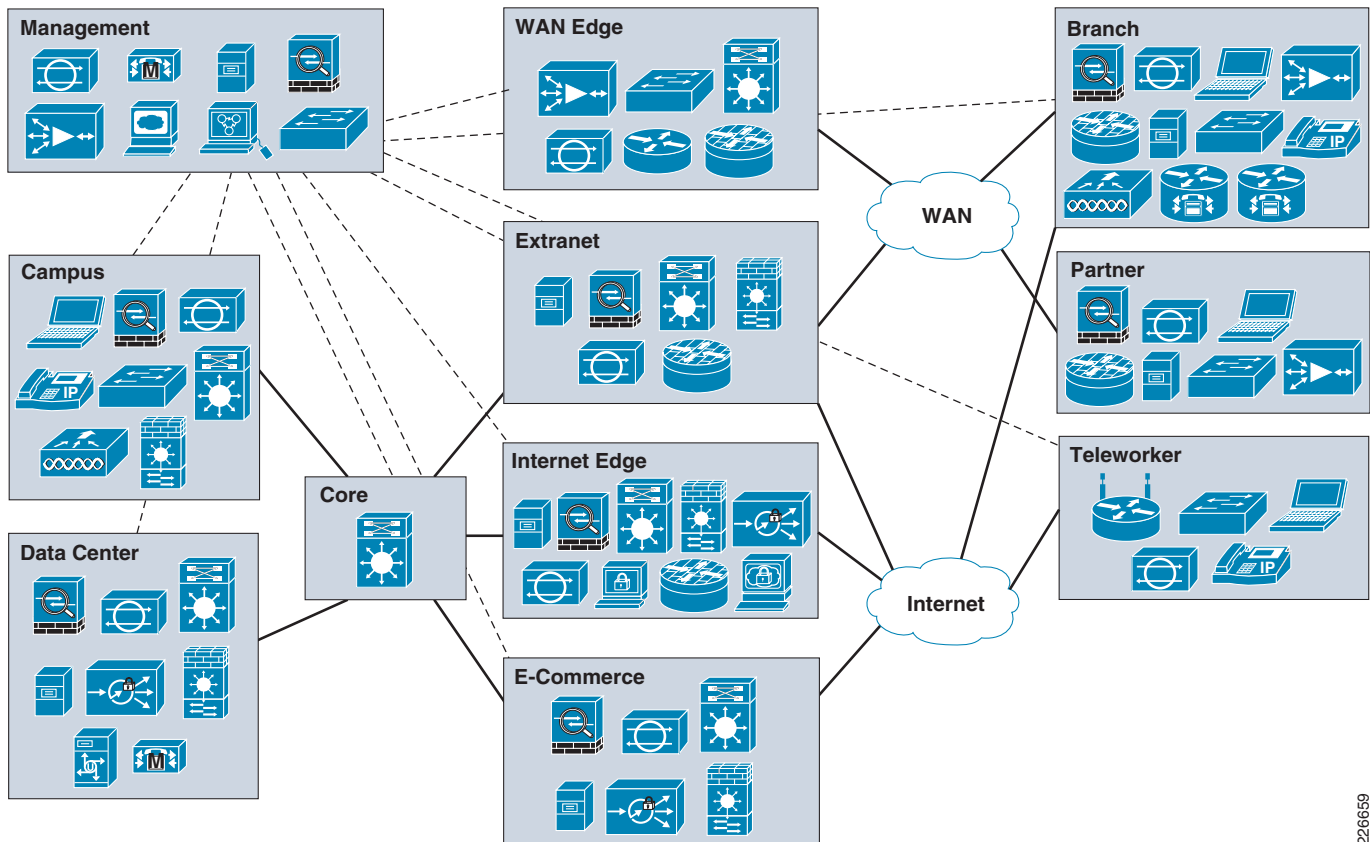 Management
M
WAN Edge
Branch
IP
WAN
Extranet
Campus
IP
Partner
Internet Edge
Teleworker
IP
Core
Data Center
M
Internet
E-Commerce
226659